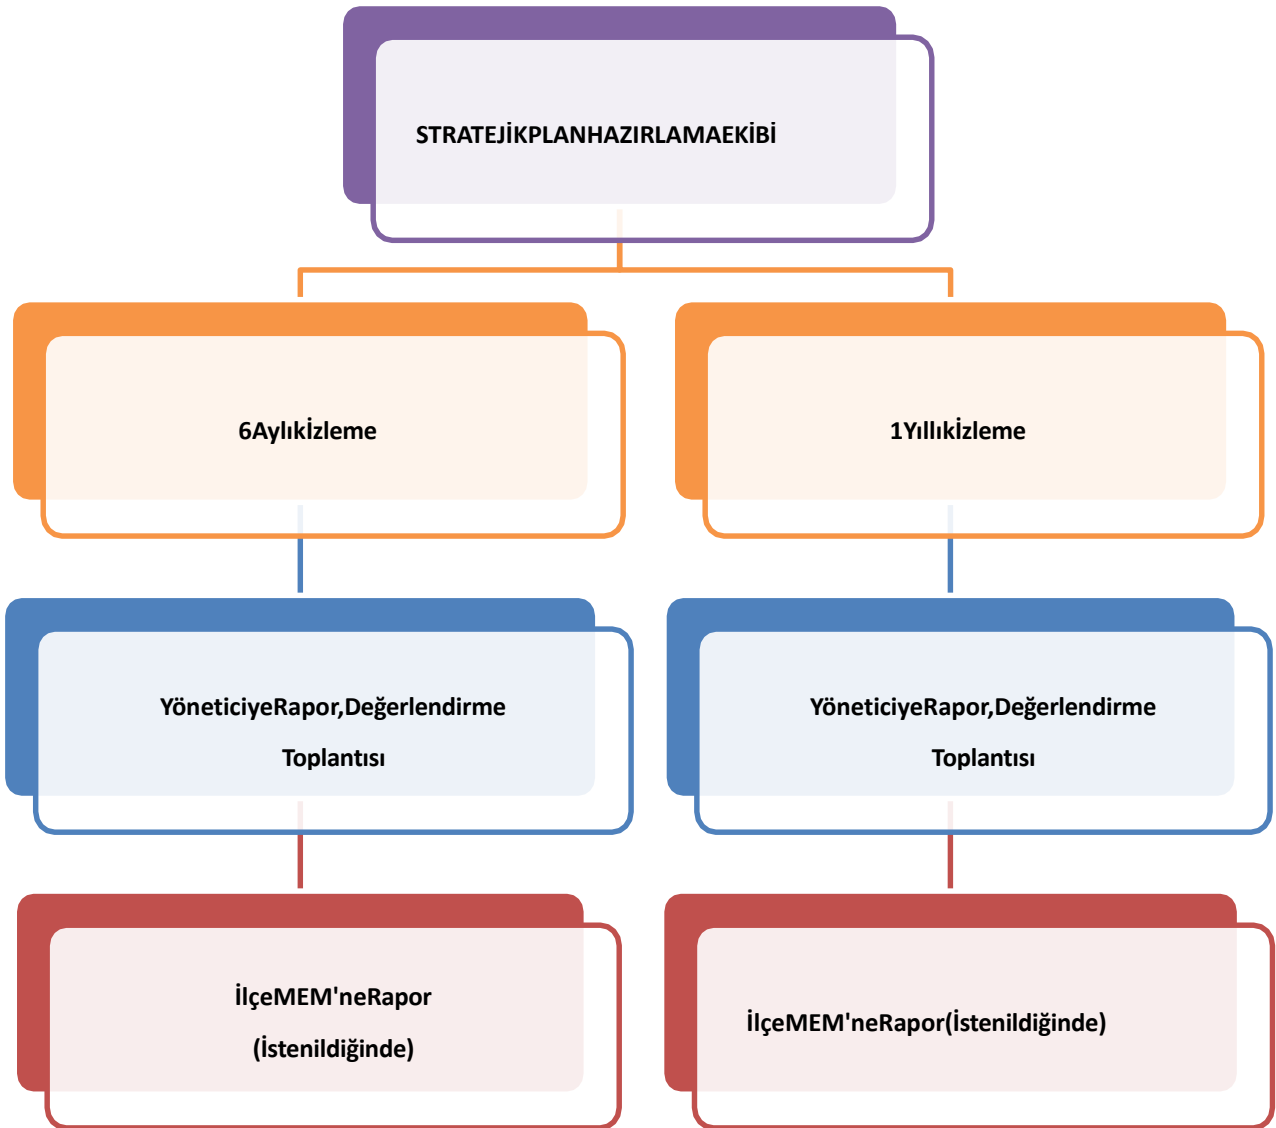 STRATEJİKPLANHAZIRLAMAEKİBİ
6Aylıkİzleme
1Yıllıkİzleme
YöneticiyeRapor,Değerlendirme
Toplantısı
YöneticiyeRapor,Değerlendirme
Toplantısı
İlçeMEM'neRapor
(İstenildiğinde)
İlçeMEM'neRapor(İstenildiğinde)